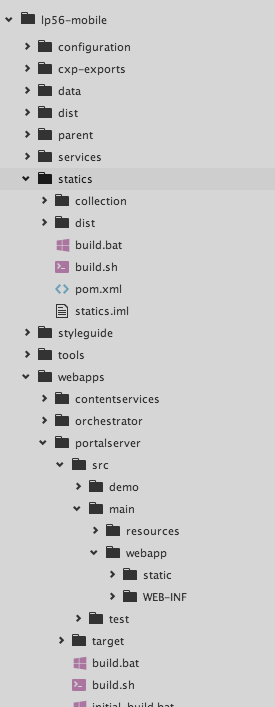 lp56-mobile
configuration
cxp-exports
data
dist
parent
services
statics
collection
dist
build.bat
build.sh
pom.xml
statics.iml
styleguide
tools
webapps
contentservices
orchestrator
portalserver
src
demo
main
resources
webapp
static
WEB-INF
test
target
build.bat
build.sh
initial_build.bat